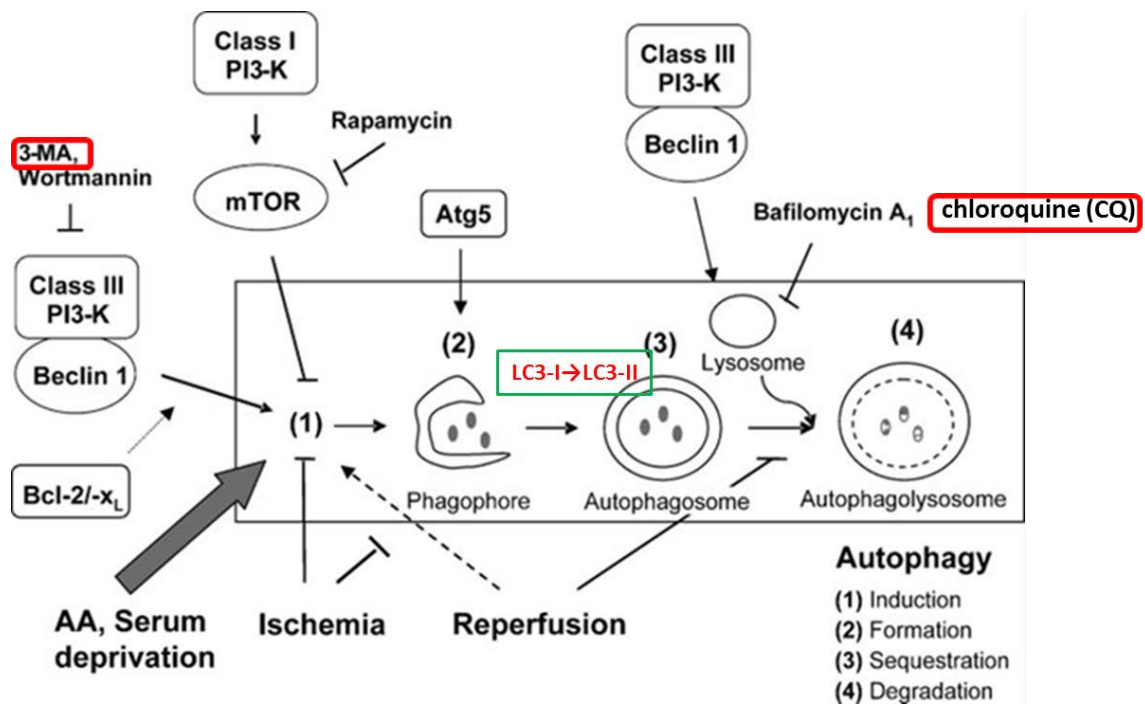 Class I
PI3-K
Class III
PI3-K
Rapamycin
Beclin 1
3-MA,
Wortmannin
mTOR
Atg5
Bafilomycin A₁
chloroquine (CQ)
Class III
PI3-K
Beclin 1
(1)
(2)
LC3-I→LC3-II
(3)
Lysosome
(4)
Bcl-2/-xL
Phagophore
Autophagosome
Autophagolysosome
AA, Serum
deprivation
Ischemia
Reperfusion
Autophagy
(1) Induction
(2) Formation
(3) Sequestration
(4) Degradation